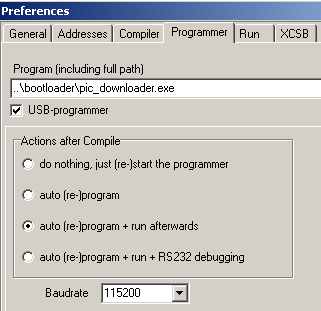 Preferences
General Addresses Compiler Programmer Run XCSB
Program (including full path)
..\bootloader\pic_downloader.exe
USB-programmer
Actions after Compile
do nothing, just (re-)start the programmer
auto (re-)program
auto (re-)program + run afterwards
auto (re-)program + run + RS232 debugging
Baudrate 115200